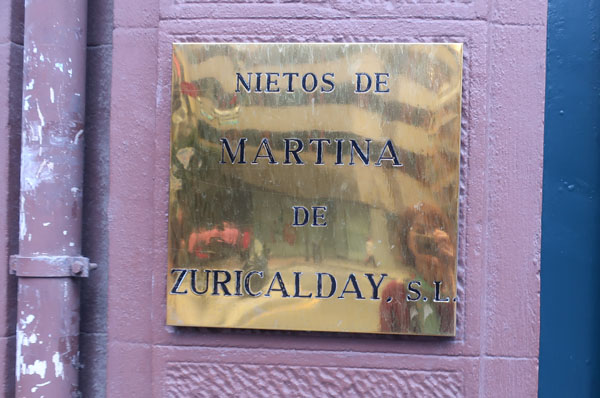 NIETOS DE
MARTINA
DE
ZURICALDAY, S.L.